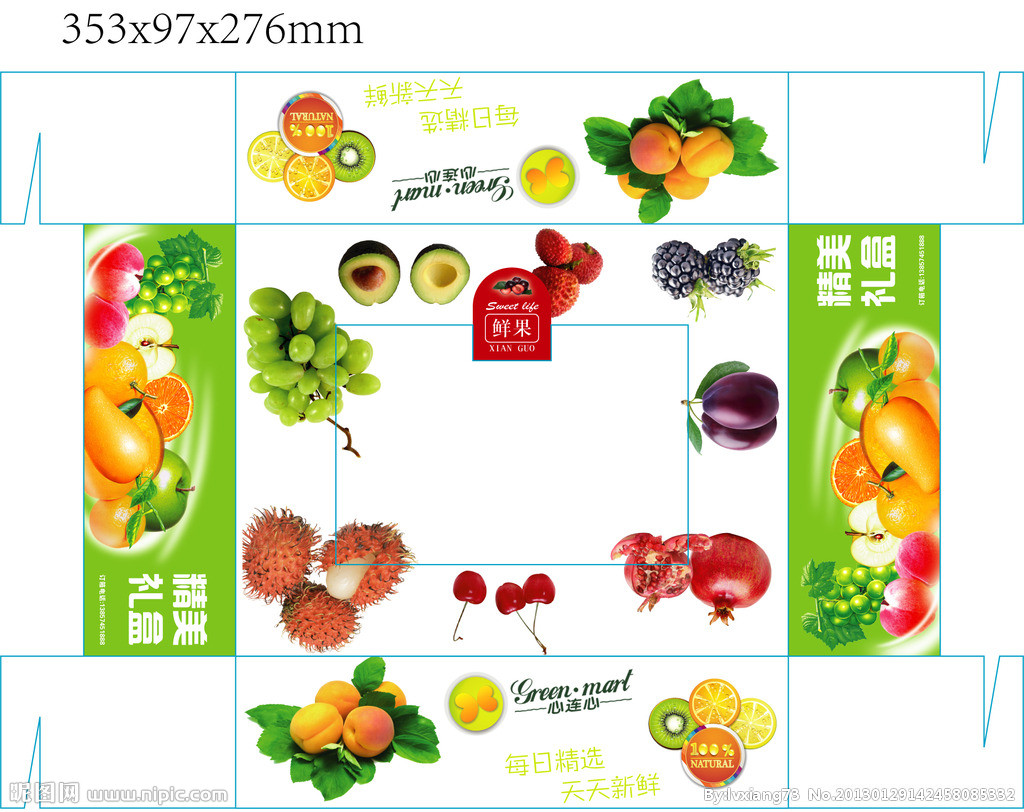 353x97x276mm
天天新鲜
每日精选
100%
NATURAL
Green·mart
心连心
精美
礼盒
订箱电话:13857451888
Sweet life
鲜果
XIAN GUO
精美
礼盒
订箱电话:13857451888
Green·mart
心连心
每日精选
天天新鲜
100%
NATURAL
昵图网 www.nipic.com
By:lvxiang73 No.20130129142458085332